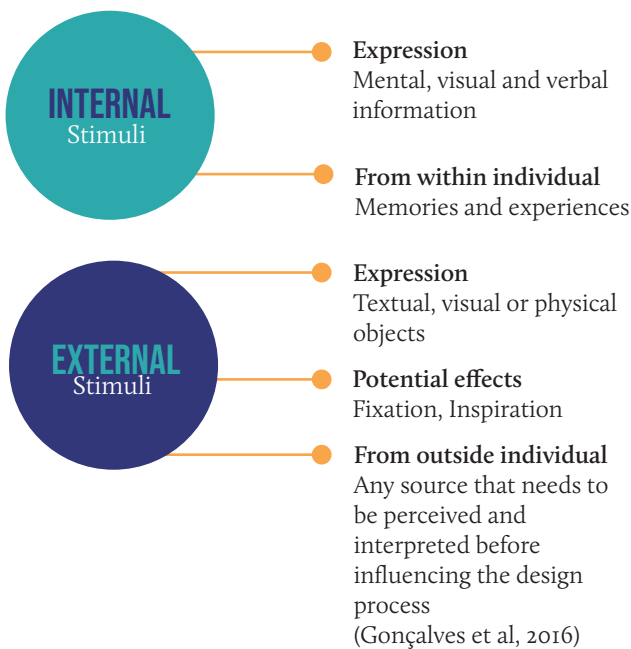 INTERNAL
Stimuli
Expression
Mental, visual and verbal
information
From within individual
Memories and experiences
EXTERNAL
Stimuli
Expression
Textual, visual or physical
objects
Potential effects
Fixation, Inspiration
From outside individual
Any source that needs to
be perceived and
interpreted before
influencing the design
process
(Gonçalves et al, 2016)